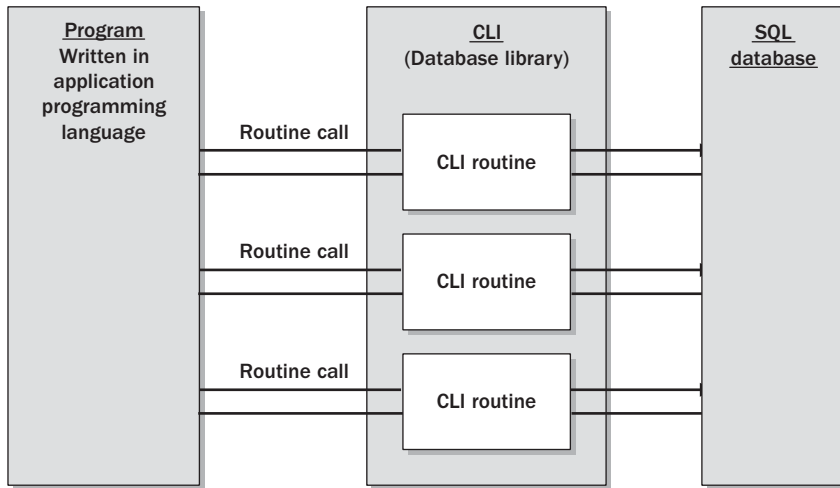 Program
Written in
application
programming
language
CLI
(Database library)
SQL
database
Routine call
CLI routine
Routine call
CLI routine
Routine call
CLI routine